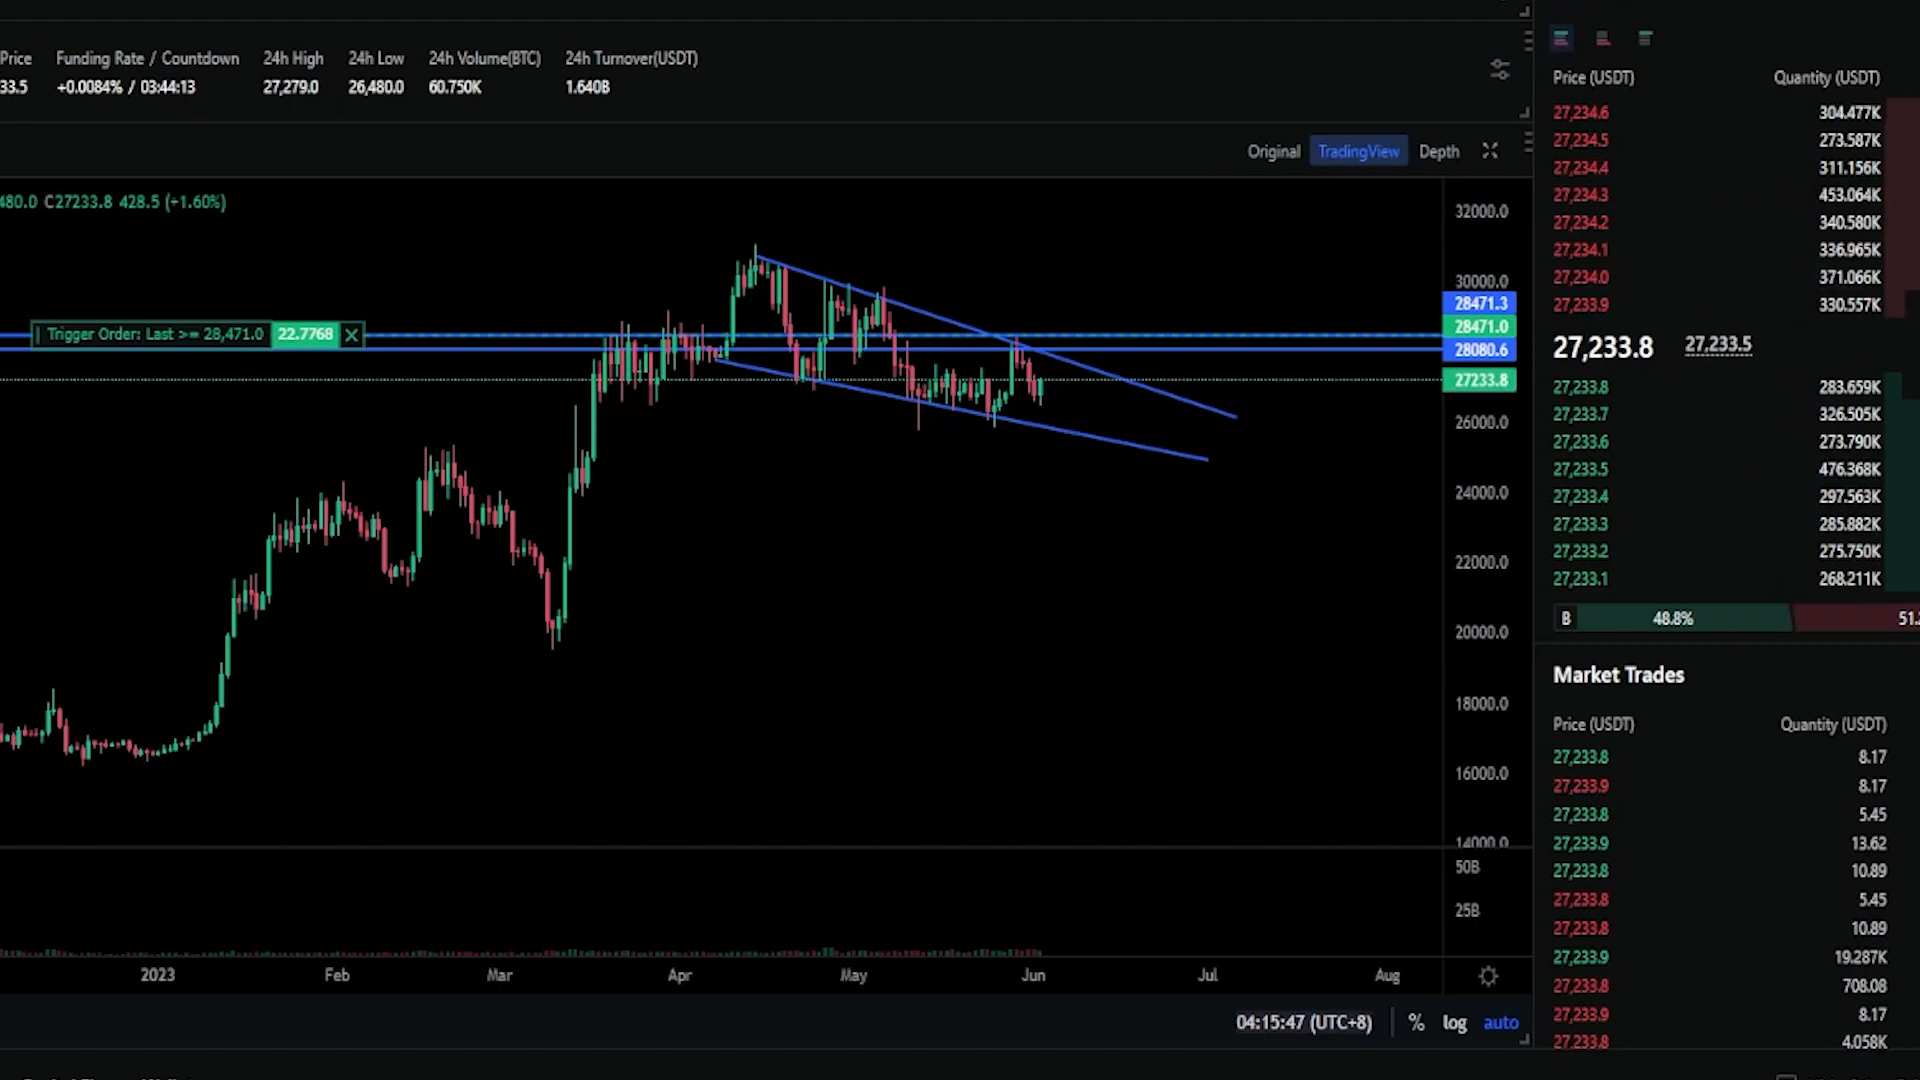 Price Funding Rate / Countdown 24h High 24h Low 24h Volume(BTC) 24h Turnover(USDT)
33.5 +0.0084% / 03:44:13 27,279.0 26,480.0 60.750K 1.640B
Original TradingView Depth
480.0 C27233.8 428.5 (+1.60%)
Trigger Order: Last >= 28,471.0 22.7768
32000.0
30000.0
28471.3
28471.0
28080.6
27233.8
26000.0
24000.0
22000.0
20000.0
18000.0
16000.0
14000.0
50B
25B
2023 Feb Mar Apr May Jun Jul Aug
04:15:47 (UTC+8) % log auto
Price (USDT) Quantity (USDT)
27,234.6 304.477K
27,234.5 273.587K
27,234.4 311.156K
27,234.3 453.064K
27,234.2 340.580K
27,234.1 336.965K
27,234.0 371.066K
27,233.9 330.557K
27,233.8 27,233.5
27,233.8 283.659K
27,233.7 326.505K
27,233.6 273.790K
27,233.5 476.368K
27,233.4 297.563K
27,233.3 285.882K
27,233.2 275.750K
27,233.1 268.211K
B 48.8% 51.2
Market Trades
Price (USDT) Quantity (USDT)
27,233.8 8.17
27,233.9 8.17
27,233.8 5.45
27,233.9 13.62
27,233.8 10.89
27,233.8 5.45
27,233.8 10.89
27,233.9 19.287K
27,233.8 708.08
27,233.9 8.17
27,233.8 4.058K